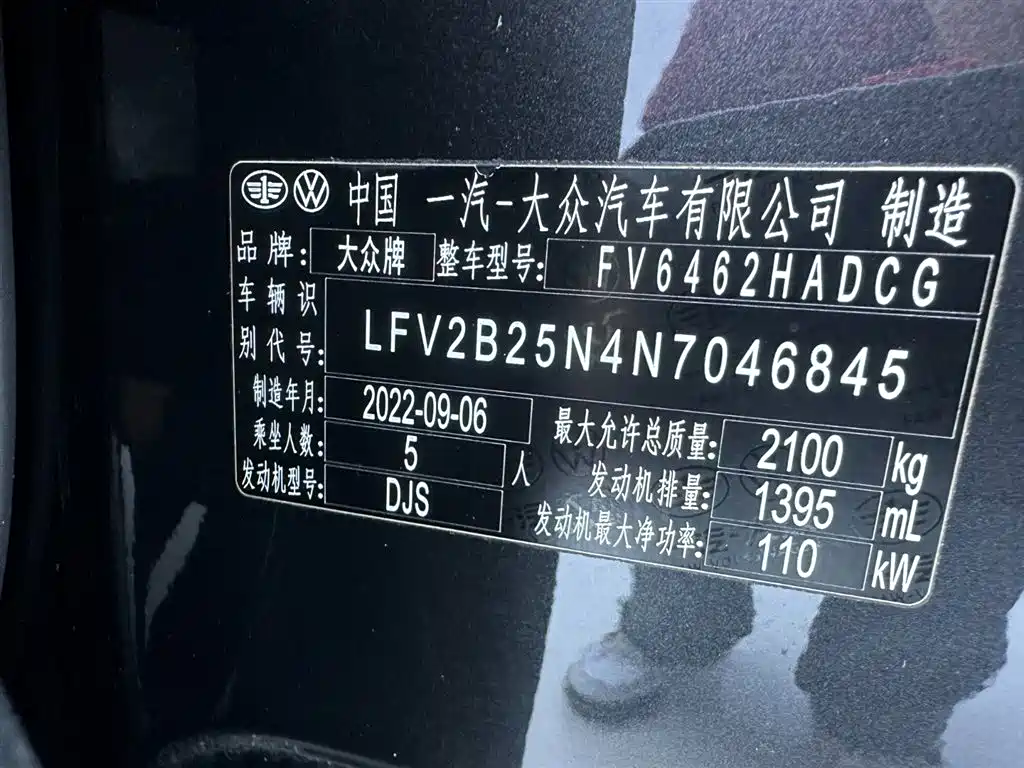 中国 一汽-大众汽车有限公司 制造
品牌: 大众牌 整车型号: FV6462HADCG
车辆识别代号: LFV2B25N4N7046845
制造年月: 2022-09-06 最大允许总质量: 2100 kg
乘坐人数: 5 人 发动机排量: 1395 mL
发动机型号: DJS 发动机最大净功率: 110 kW